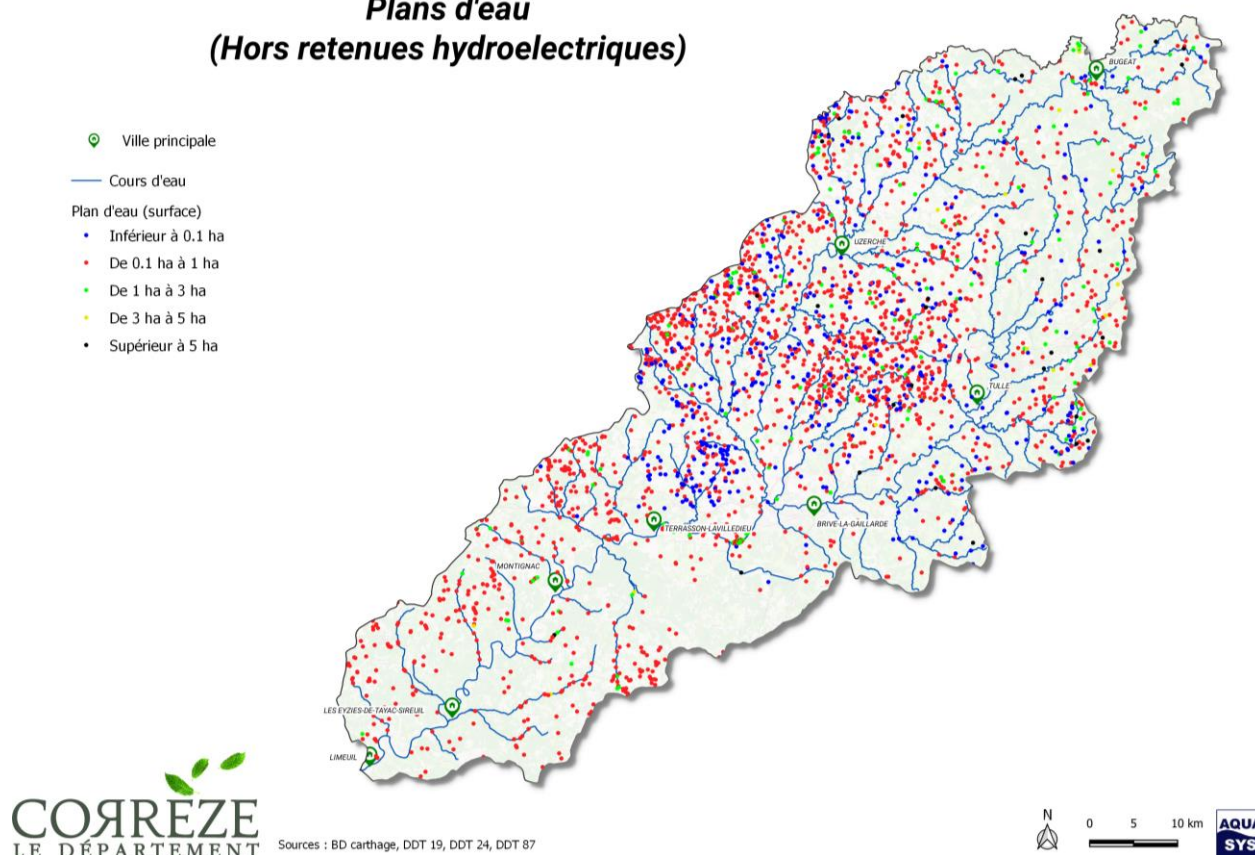 Plans d'eau
(Hors retenues hydroelectriques)
Ville principale
Cours d'eau
Plan d'eau (surface)
Inférieur à 0.1 ha
De 0.1 ha à 1 ha
De 1 ha à 3 ha
De 3 ha à 5 ha
Supérieur à 5 ha
BUGEAT
UZERCHE
TULLE
BRIVE-LA-GAILLARDE
TERRASSON-LAVILLEDIEU
MONTIGNAC
LES EYZIES-DE-TAYAC-SIREUIL
LIMEUIL
CORREZE
LE DÉPARTEMENT
Sources : BD carthage, DDT 19, DDT 24, DDT 87
N
0 5 10 km
AQUA
SYS